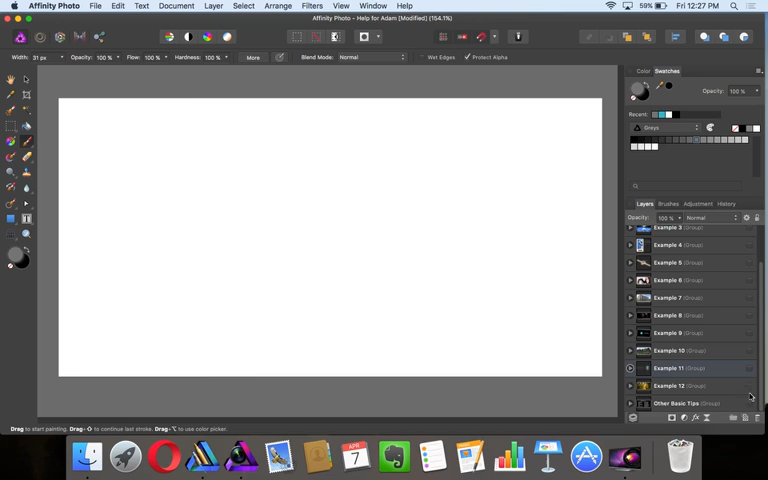 Affinity Photo File Edit Text Document Layer Select Arrange Filters View Window Help 59% Fri 12:27 PM
Affinity Photo - Help for Adam [Modified] (154.1%)
Width: 31 px Opacity: 100 % Flow: 100 % Hardness: 100 % More Blend Mode: Normal Wet Edges Protect Alpha
Color Swatches
Opacity: 100 %
Recent:
Greys
Layers Brushes Adjustment History
Opacity: 100 % Normal
Example 3 (Group)
Example 4 (Group)
Example 5 (Group)
Example 6 (Group)
Example 7 (Group)
Example 8 (Group)
Example 9 (Group)
Example 10 (Group)
Example 11 (Group)
Example 12 (Group)
Other Basic Tips (Group)
Drag to start painting. Drag+⇧ to continue last stroke. Drag+⌥ to use color picker.
APR
7